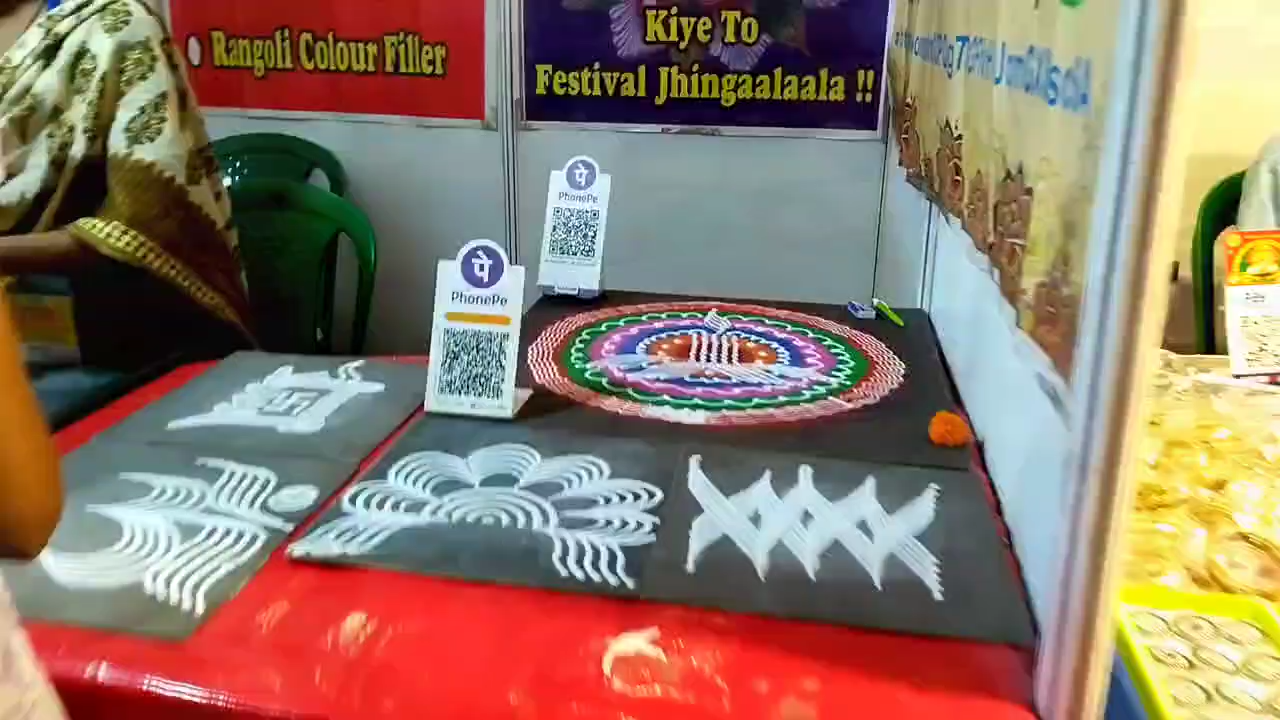 Rangoli Colour Filler
Kiye To
Festival Jhingaalaala !!
पे
PhonePe
पे
PhonePe